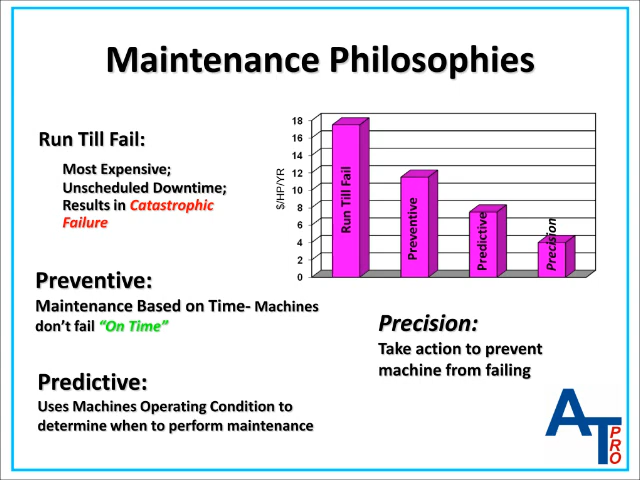 Maintenance Philosophies
Run Till Fail:
Most Expensive;
Unscheduled Downtime;
Results in Catastrophic
Failure
Preventive:
Maintenance Based on Time- Machines
don't fail “On Time”
Predictive:
Uses Machines Operating Condition to
determine when to perform maintenance
$/HP/YR
18
16
14
12
10
8
6
4
2
0
Run Till Fail
Preventive
Predictive
Precision
Precision:
Take action to prevent
machine from failing
AT
PRO